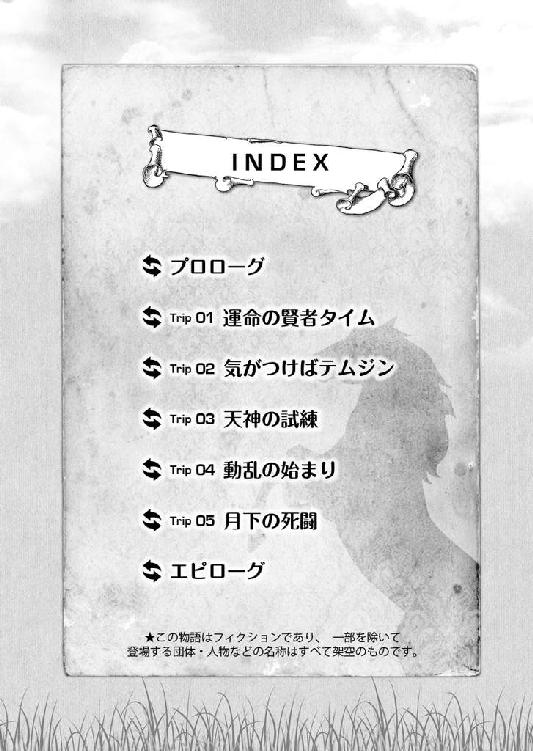 INDEX
プロローグ
Trip 01 運命の賢者タイム
Trip 02 気がつけばテムジン
Trip 03 天神の試練
Trip 04 動乱の始まり
Trip 05 月下の死闘
エピローグ
★この物語はフィクションであり、一部を除いて
登場する団体・人物などの名称はすべて架空のものです。